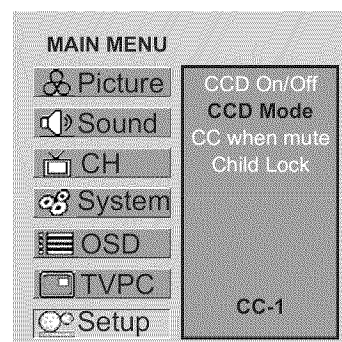 MAIN MENU
Picture
Sound
CH
System
OSD
TVPC
Setup
CCD On/Off
CCD Mode
CC when mute
Child Lock
CC-1